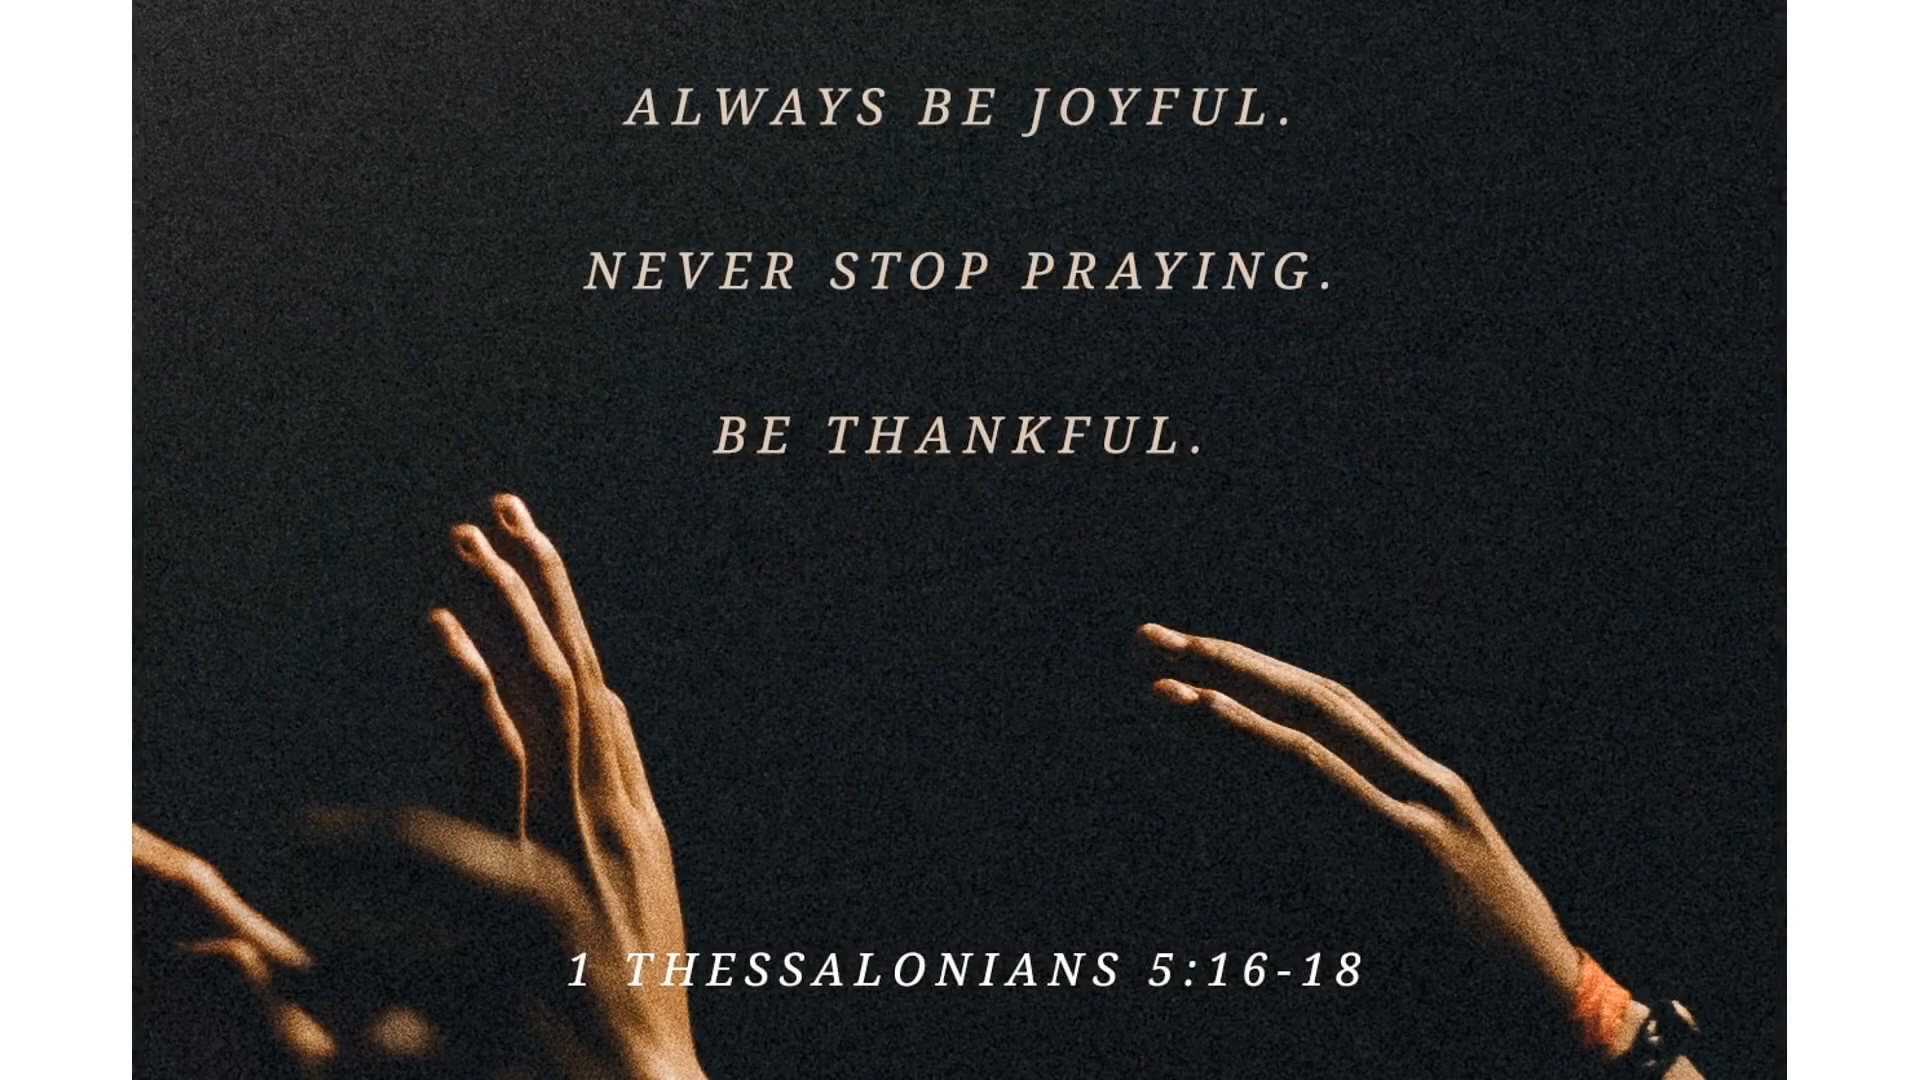 ALWAYS BE JOYFUL.
NEVER STOP PRAYING.
BE THANKFUL.
1 THESSALONIANS 5:16-18